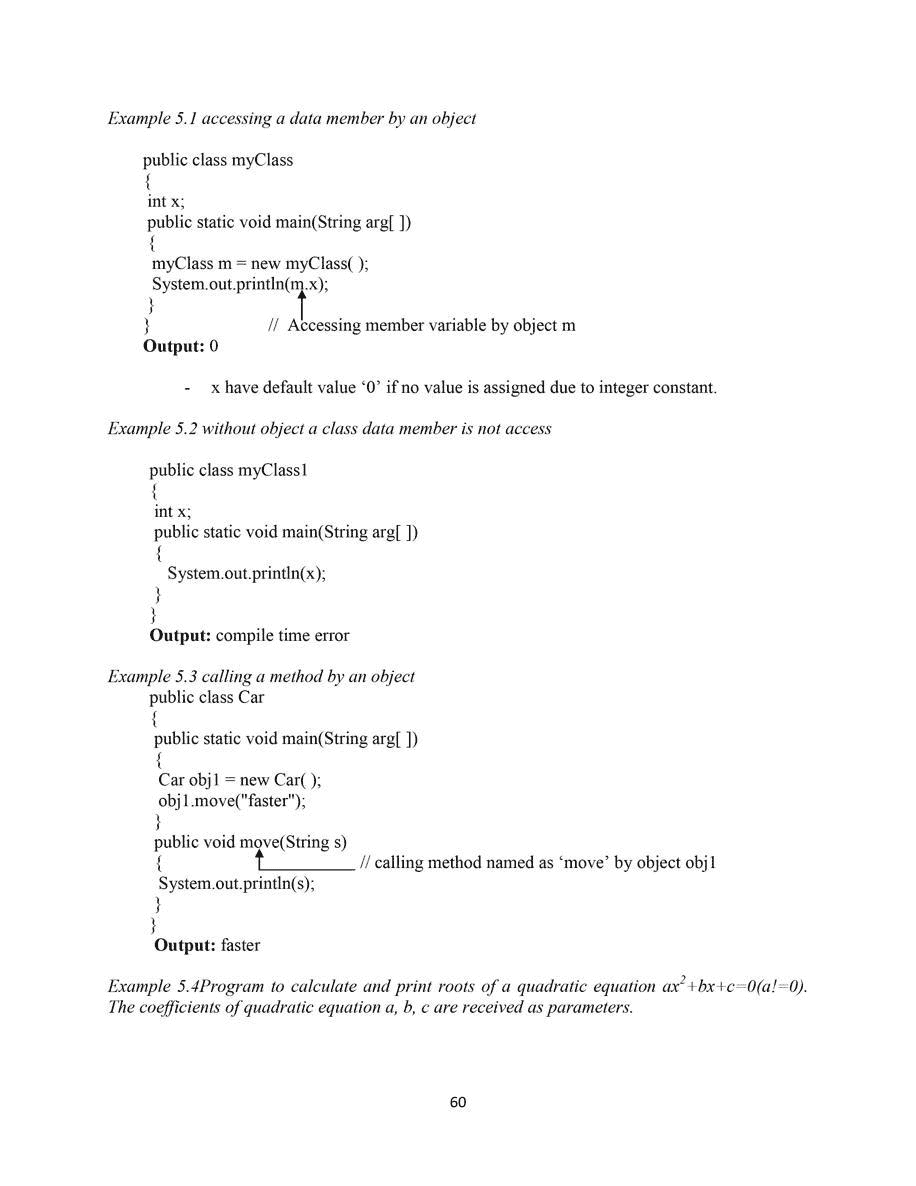 Example 5.1 accessing a data member by an object
public class myClass
{
int x;
public static void main(String arg[ ])
{
myClass m = new myClass( );
System.out.println(m.x);
}
} // Accessing member variable by object m
Output: 0
- x have default value ‘0’ if no value is assigned due to integer constant.
Example 5.2 without object a class data member is not access
public class myClass1
{
int x;
public static void main(String arg[ ])
{
System.out.println(x);
}
}
Output: compile time error
Example 5.3 calling a method by an object
public class Car
{
public static void main(String arg[ ])
{
Car obj1 = new Car( );
obj1.move("faster");
}
public void move(String s)
{ // calling method named as ‘move’ by object obj1
System.out.println(s);
}
}
Output: faster
Example 5.4Program to calculate and print roots of a quadratic equation ax²+bx+c=0(a!=0).
The coefficients of quadratic equation a, b, c are received as parameters.
60